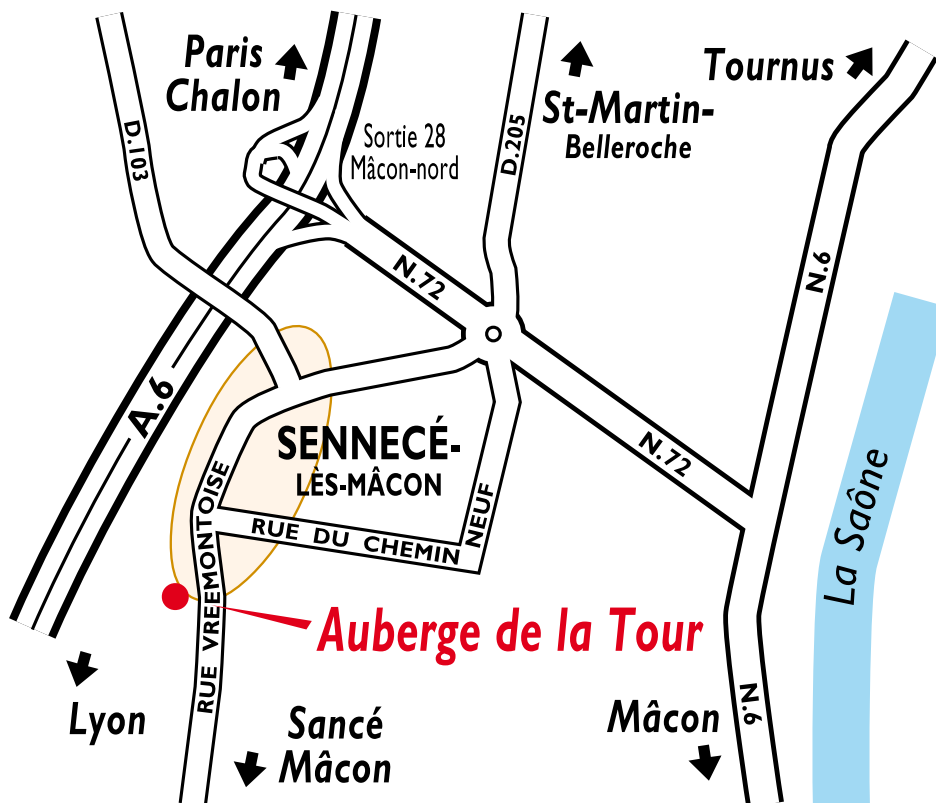 Paris
Chalon
Tournus
St-Martin-
Belleroche
D.103
Sortie 28
Mâcon-nord
D.205
N.72
N.6
A.6
SENNECÉ-
LÈS-MÂCON
N.72
La Saône
RUE DU CHEMIN NEUF
RUE VREEMONTOISE
Auberge de la Tour
Lyon
Sancé
Mâcon
Mâcon
N.6